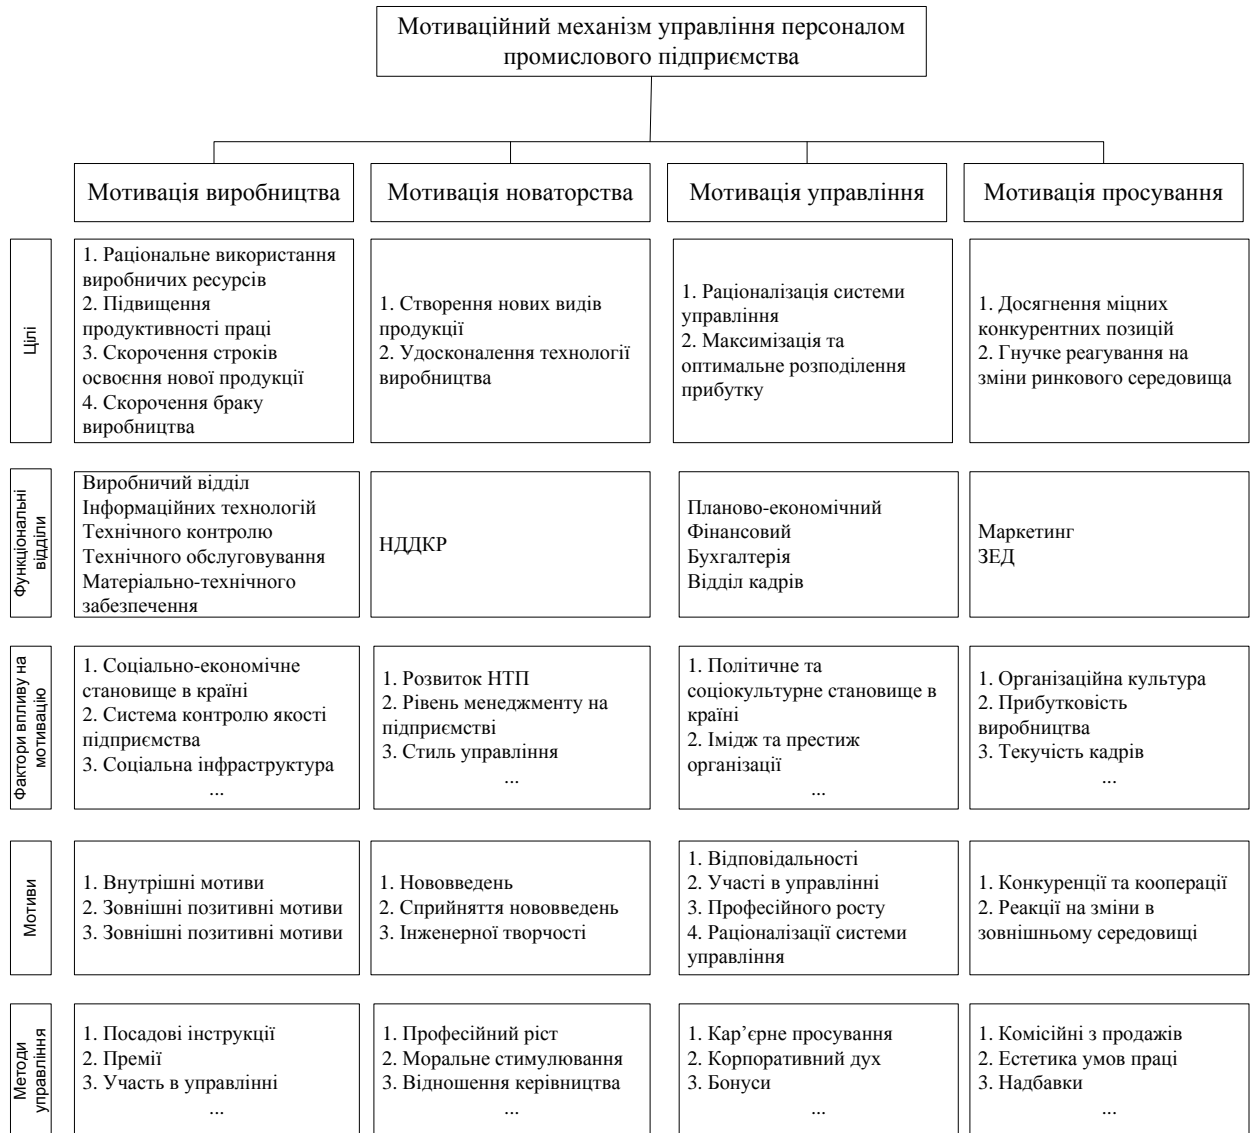 Мотиваційний механізм управління персоналом
промислового підприємства
Мотивація виробництва
Мотивація новаторства
Мотивація управління
Мотивація просування
Цілі
1. Раціональне використання
виробничих ресурсів
2. Підвищення
продуктивності праці
3. Скорочення строків
освоєння нової продукції
4. Скорочення браку
виробництва
1. Створення нових видів
продукції
2. Удосконалення технології
виробництва
1. Раціоналізація системи
управління
2. Максимізація та
оптимальне розподілення
прибутку
1. Досягнення міцних
конкурентних позицій
2. Гнучке реагування на
зміни ринкового середовища
Функціональні
відділи
Виробничий відділ
Інформаційних технологій
Технічного контролю
Технічного обслуговування
Матеріально-технічного
забезпечення
НДДКР
Планово-економічний
Фінансовий
Бухгалтерія
Відділ кадрів
Маркетинг
ЗЕД
Фактори впливу на
мотивацію
1. Соціально-економічне
становище в країні
2. Система контролю якості
підприємства
3. Соціальна інфраструктура
...
1. Розвиток НТП
2. Рівень менеджменту на
підприємстві
3. Стиль управління
...
1. Політичне та
соціокультурне становище в
країні
2. Імідж та престиж
організації
...
1. Організаційна культура
2. Прибутковість
виробництва
3. Текучість кадрів
...
Мотиви
1. Внутрішні мотиви
2. Зовнішні позитивні мотиви
3. Зовнішні позитивні мотиви
1. Нововведень
2. Сприйняття нововведень
3. Інженерної творчості
1. Відповідальності
2. Участі в управлінні
3. Професійного росту
4. Раціоналізації системи
управління
1. Конкуренції та кооперації
2. Реакції на зміни в
зовнішньому середовищі
Методи
управління
1. Посадові інструкції
2. Премії
3. Участь в управлінні
...
1. Професійний ріст
2. Моральне стимулювання
3. Відношення керівництва
...
1. Кар’єрне просування
2. Корпоративний дух
3. Бонуси
...
1. Комісійні з продажів
2. Естетика умов праці
3. Надбавки
...